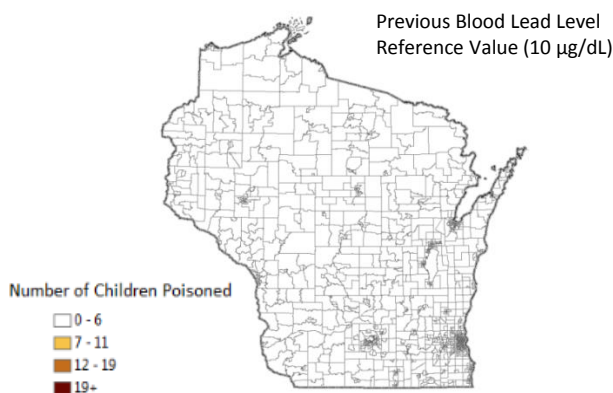 Previous Blood Lead Level
Reference Value (10 µg/dL)
Number of Children Poisoned
0 - 6
7 - 11
12 - 19
19+